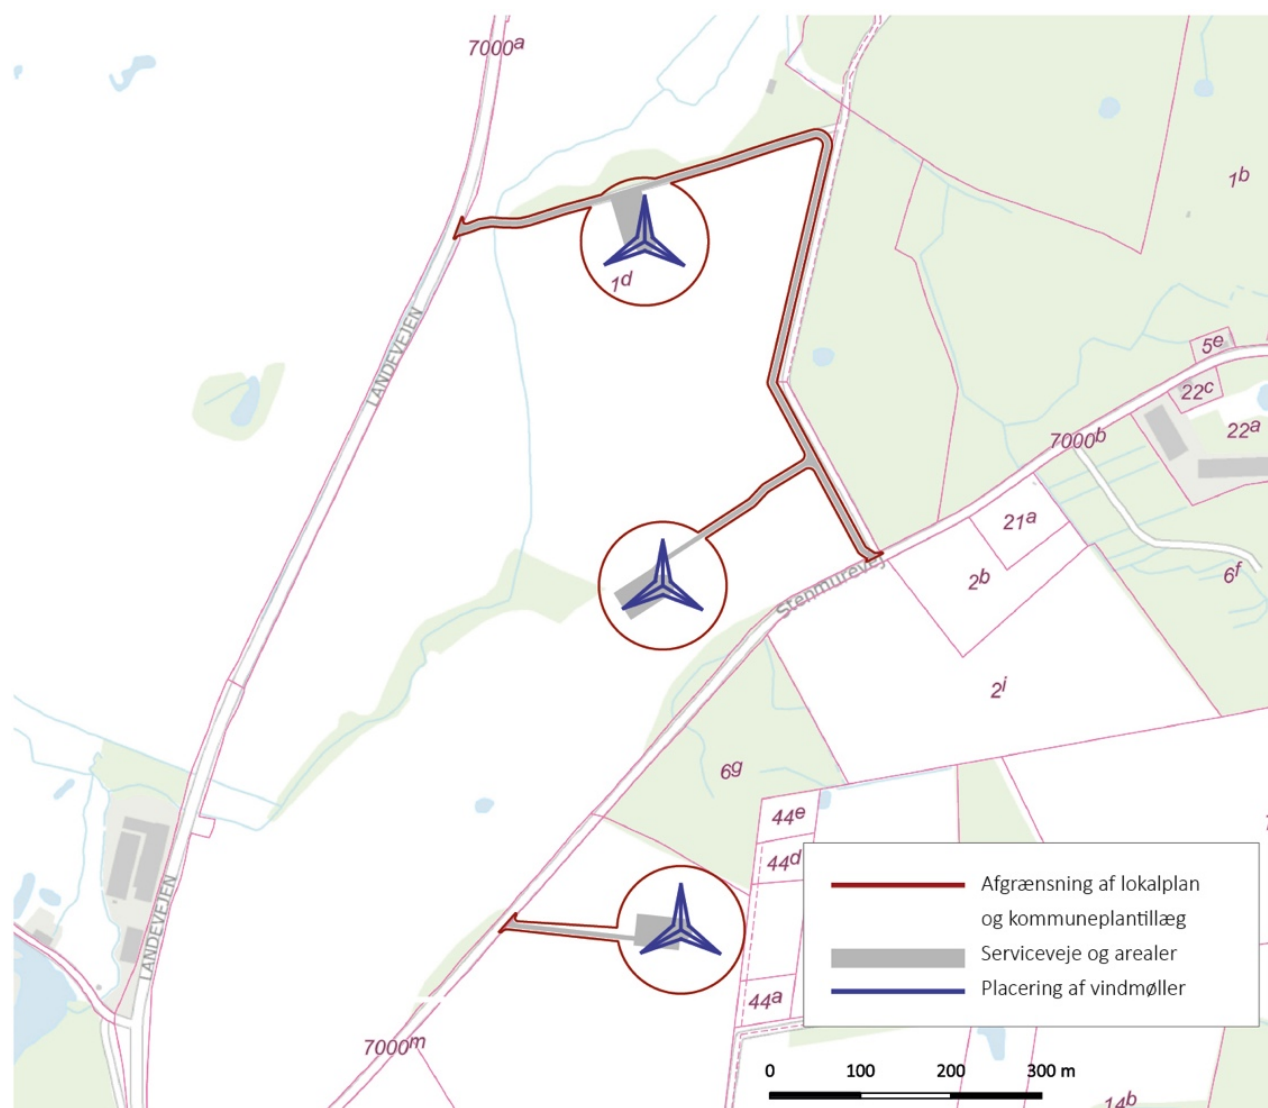 7000a
1b
1d
LANDEVEJEN
5e
22c
22a
7000b
21a
2b
6f
Stenmurevej
2i
6g
44e
44d
Afgrænsning af lokalplan
og kommuneplantillæg
Serviceveje og arealer
Placering af vindmøller
LANDEVEJEN
44a
7000m
0 100 200 300 m
14b